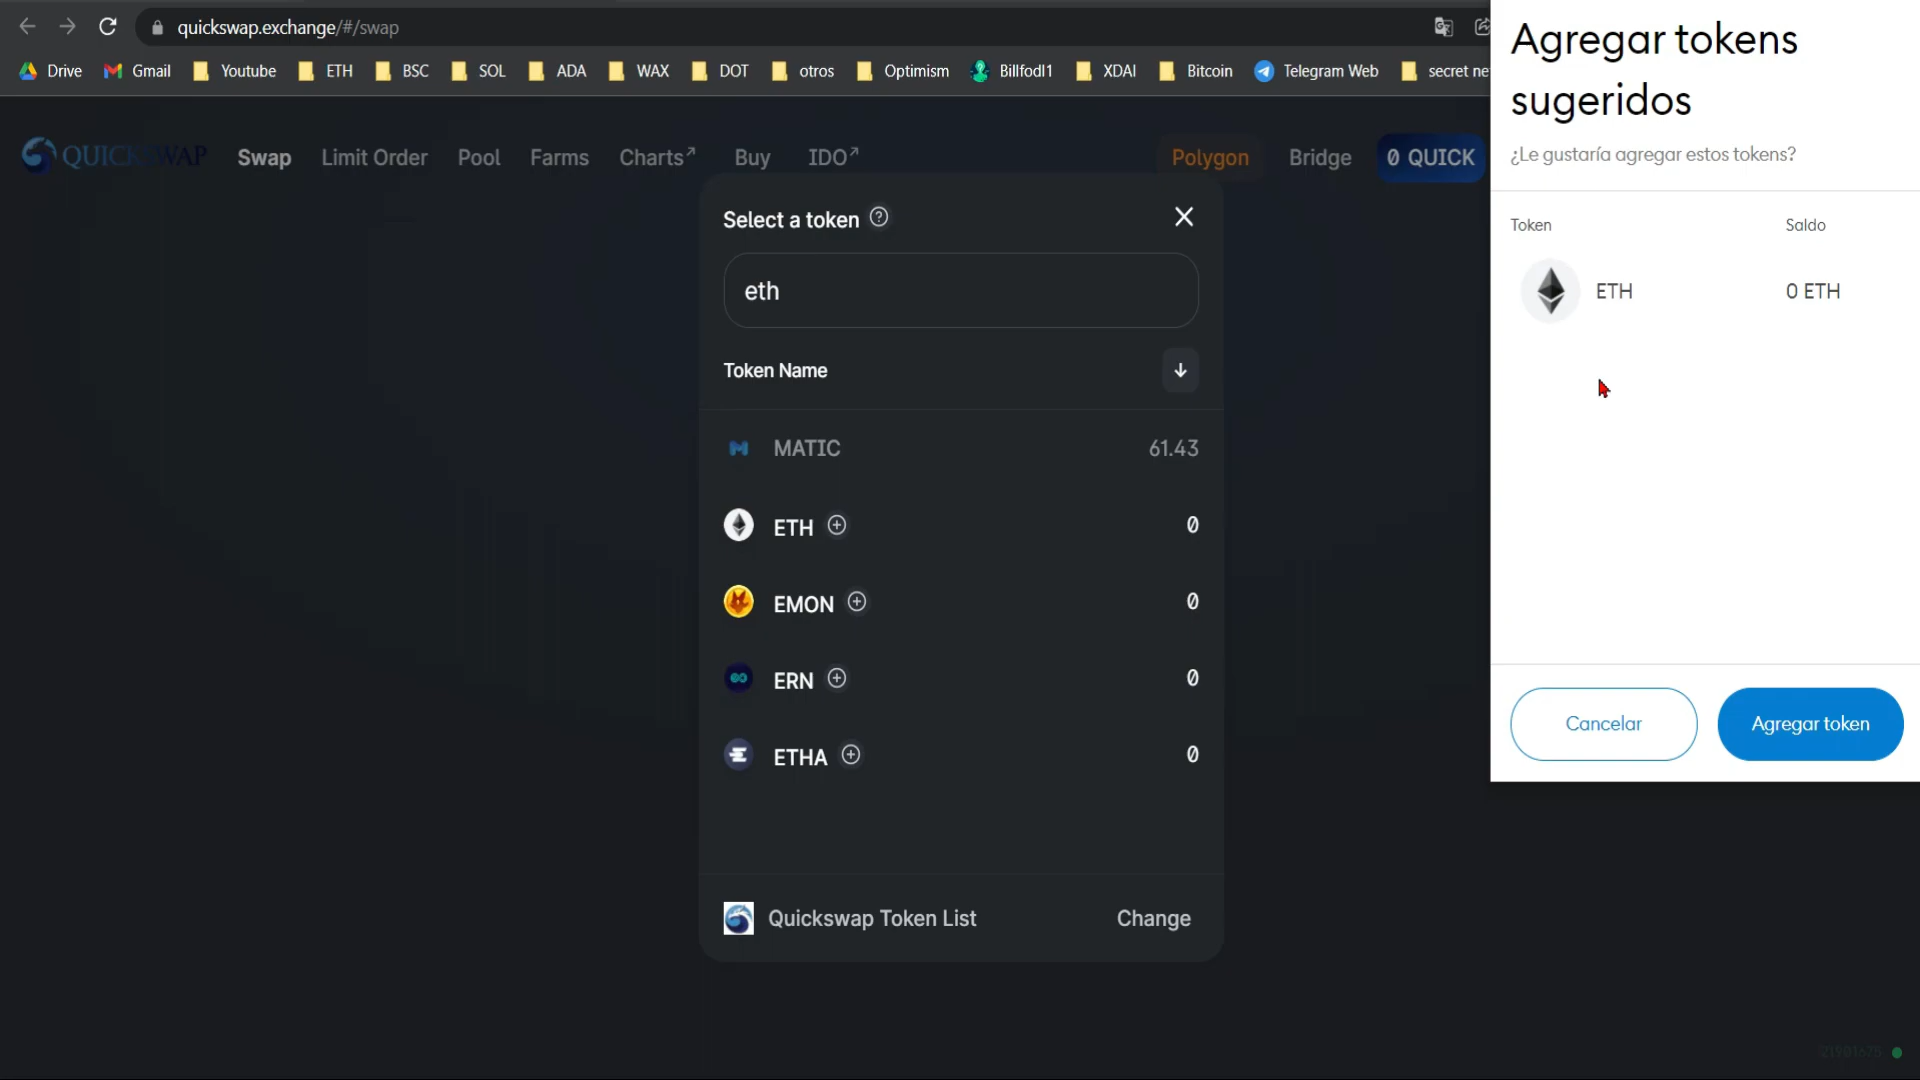 quickswap.exchange/#/swap
Drive Gmail Youtube ETH BSC SOL ADA WAX DOT otros Optimism Billfodl1 XDAI Bitcoin Telegram Web secret ne
QUICKSWAP Swap Limit Order Pool Farms Charts↗ Buy IDO↗ Polygon Bridge 0 QUICK
Select a token ?
eth
Token Name
MATIC 61.43
ETH 0
EMON 0
ERN 0
ETHA 0
Quickswap Token List Change
Agregar tokens
sugeridos
¿Le gustaría agregar estos tokens?
Token Saldo
ETH 0 ETH
Cancelar Agregar token